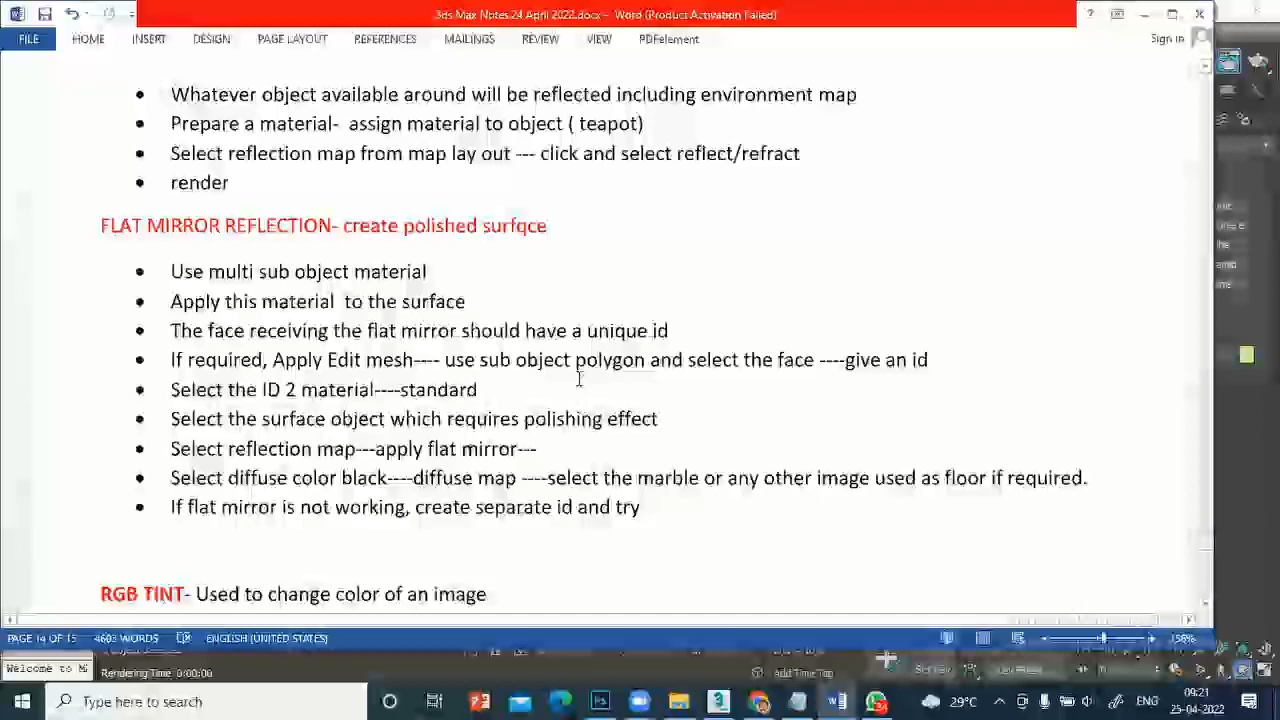 3ds Max Notes 24 April 2022.docx - Word (Product Activation Failed)
FILE HOME INSERT DESIGN PAGE LAYOUT REFERENCES MAILINGS REVIEW VIEW PDFelement Sign in
• Whatever object available around will be reflected including environment map
• Prepare a material- assign material to object ( teapot)
• Select reflection map from map lay out --- click and select reflect/refract
• render
FLAT MIRROR REFLECTION- create polished surfqce
• Use multi sub object material
• Apply this material to the surface
• The face receiving the flat mirror should have a unique id
• If required, Apply Edit mesh---- use sub object polygon and select the face ----give an id
• Select the ID 2 material----standard
• Select the surface object which requires polishing effect
• Select reflection map---apply flat mirror---
• Select diffuse color black----diffuse map ----select the marble or any other image used as floor if required.
• If flat mirror is not working, create separate id and try
RGB TINT- Used to change color of an image
PAGE 14 OF 15 4603 WORDS ENGLISH (UNITED STATES) 158%
Welcome to M Rendering Time 0:00:00 Add Time Tag
Type here to search 29°C ENG 09:21
25-04-2022